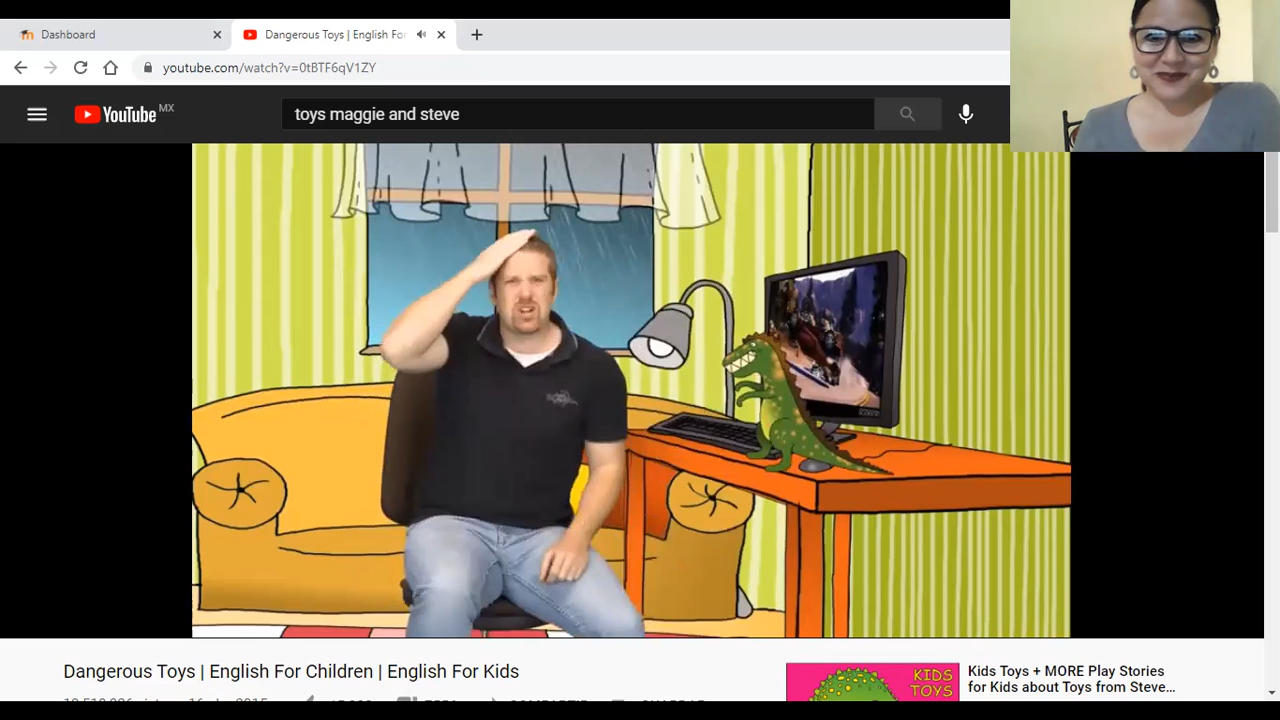 Dashboard
Dangerous Toys | English For
youtube.com/watch?v=0tBTF6qV1ZY
YouTube MX
toys maggie and steve
Dangerous Toys | English For Children | English For Kids
KIDS
TOYS
Kids Toys + MORE Play Stories
for Kids about Toys from Steve...